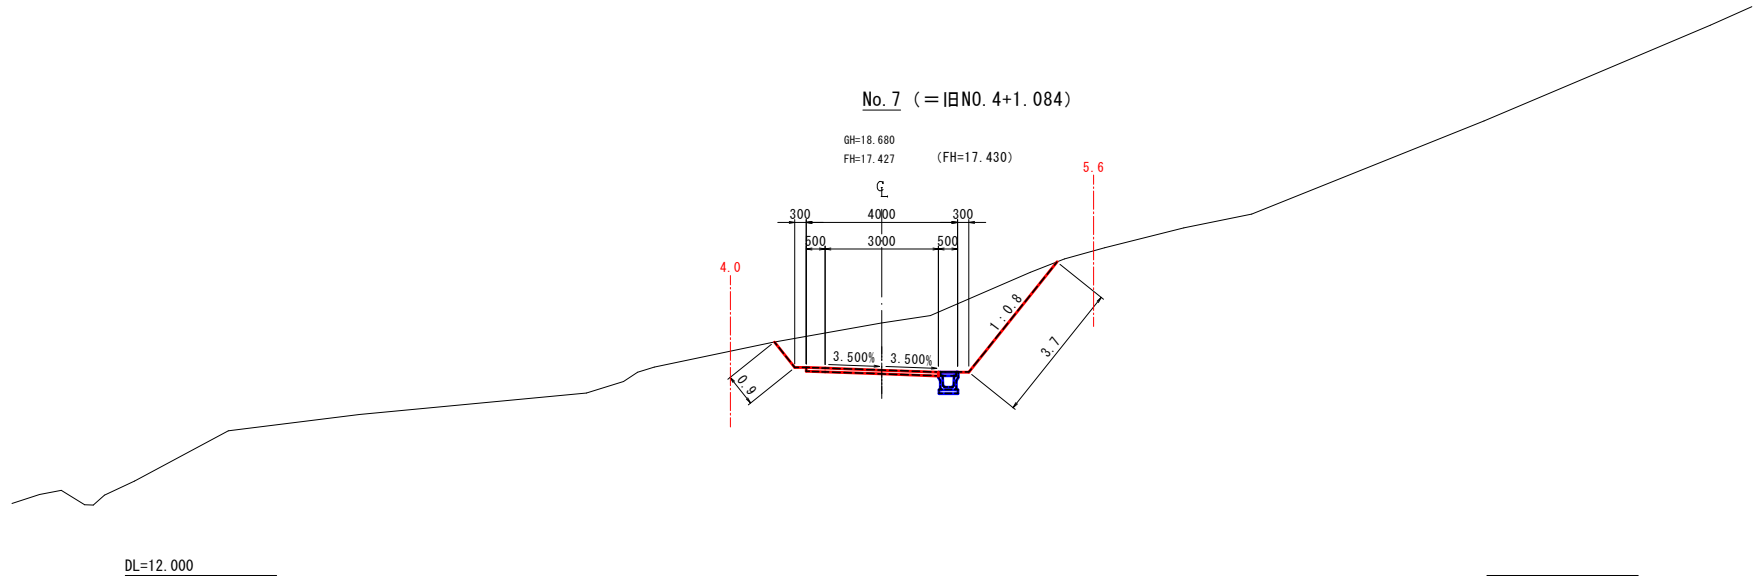 No.7 (＝旧NO.4+1.084)
GH=18.680
FH=17.427 (FH=17.430)
5.6
CL
300 4000 300
500 3000 500
4.0
1:0.8
3.7
3.500% 3.500%
0.9
DL=12.000